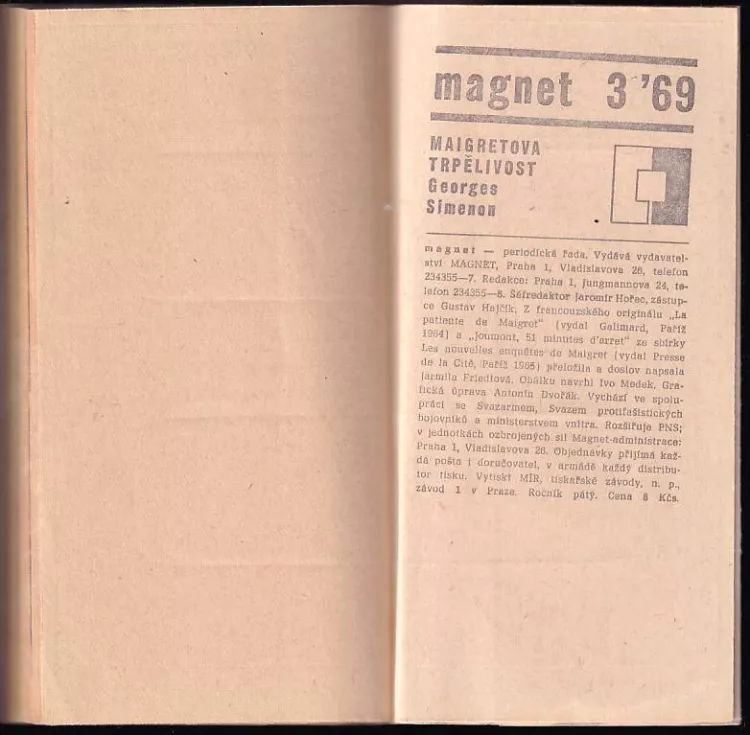 magnet 3 '69
MAIGRETOVA
TRPĚLIVOST
Georges
Simenon
magnet — periodická řada. Vydává vydavatel-
ství MAGNET, Praha 1, Vladislavova 26, telefon
234355—7. Redakce: Praha 1, Jungmannova 24, te-
lefon 234355—8. Šéfredaktor Jaromír Hořec, zástup-
ce Gustav Hajčík. Z francouzského originálu „La
patiente de Maigret“ (vydal Galimard, Paříž
1984) a „Joumont, 51 minutes d'arret“ ze sbírky
Les nouvelles enquêtes de Maigret (vydal Presse
de la Cité, Paříž 1965) přeložila a doslov napsala
Jarmila Friedlová. Obálku navrhl Ivo Medek. Gra-
fická úprava Antonín Dvořák. Vychází ve spolu-
práci se Svazarmem, Svazem protifašistických
bojovníků a ministerstvem vnitra. Rozšiřuje PNS;
v jednotkách ozbrojených sil Magnet-administrace:
Praha 1, Vladislavova 26. Objednávky přijímá kaž-
dá pošta i doručovatel, v armádě každý distribu-
tor tisku. Vytiskl MÍR, tiskařské závody, n. p.,
závod 1 v Praze. Ročník pátý. Cena 8 Kčs.